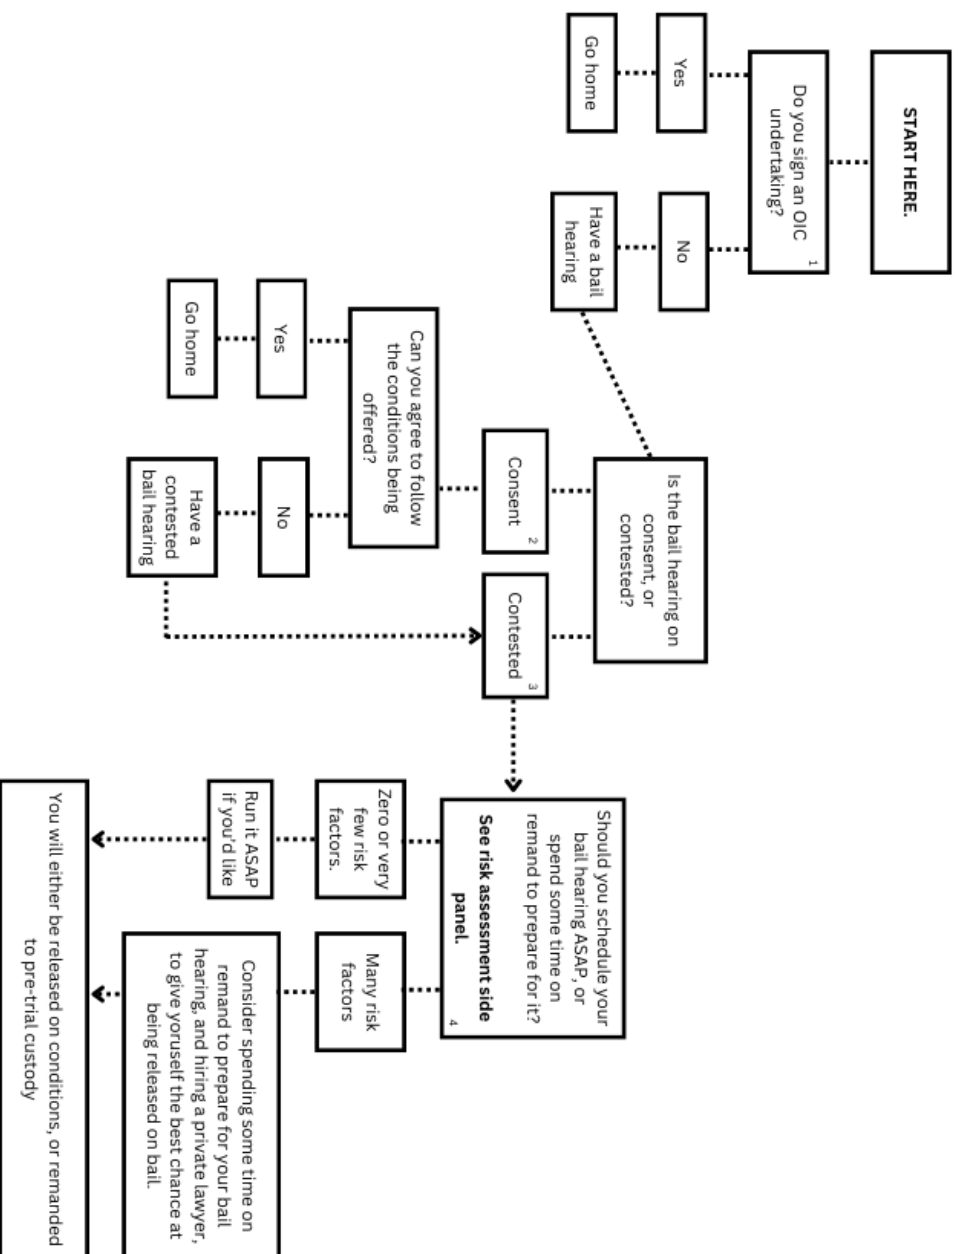 START HERE.
Do you sign an OIC
undertaking?
1
Yes
Go home
No
Have a bail
hearing
Is the bail hearing on
consent, or
contested?
Consent
2
Contested
3
Can you agree to follow
the conditions being
offered?
Yes
Go home
No
Have a
contested
bail hearing
Should you schedule your
bail hearing ASAP, or
spend some time on
remand to prepare for it?
See risk assessment side
panel.
4
Zero or very
few risk
factors.
Run it ASAP
if you'd like
Many risk
factors
Consider spending some time on
remand to prepare for your bail
hearing, and hiring a private lawyer,
to give yoruself the best chance at
being released on bail.
You will either be released on conditions, or remanded
to pre-trial custody